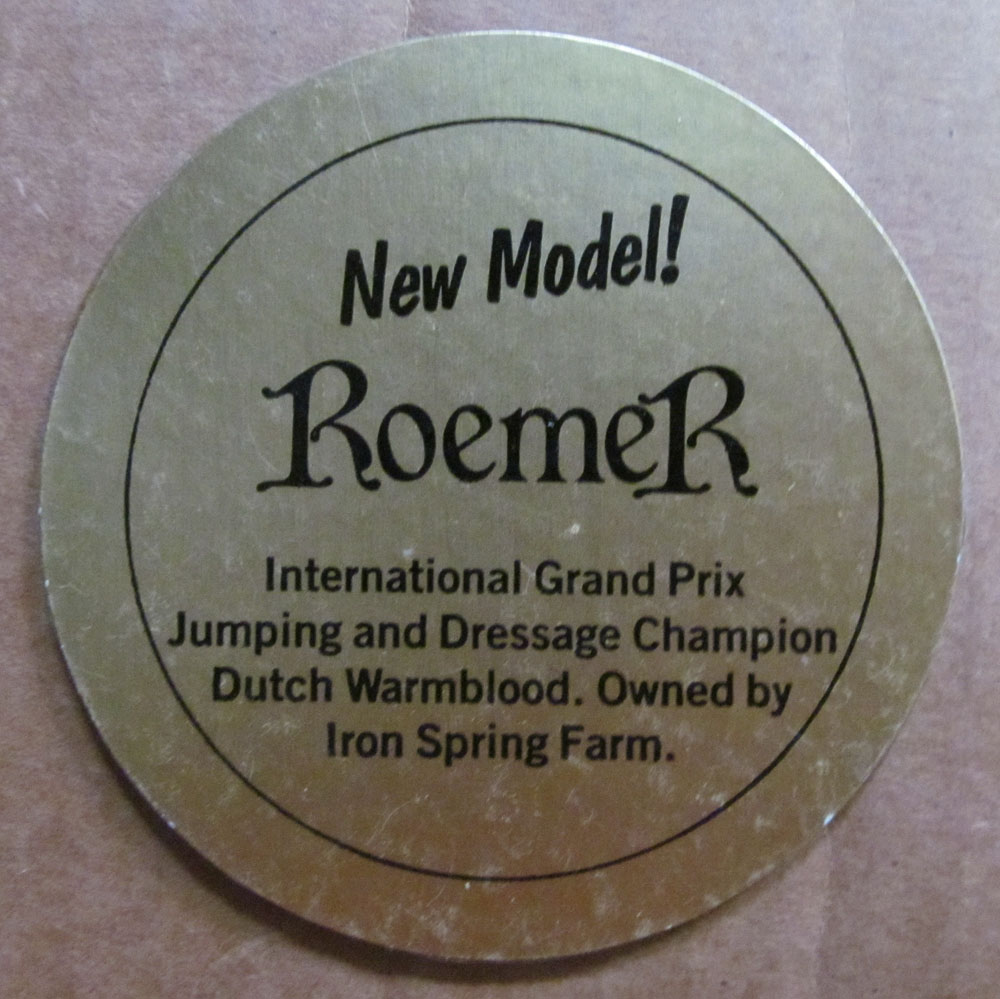 New Model!
RoemeR
International Grand Prix
Jumping and Dressage Champion
Dutch Warmblood. Owned by
Iron Spring Farm.